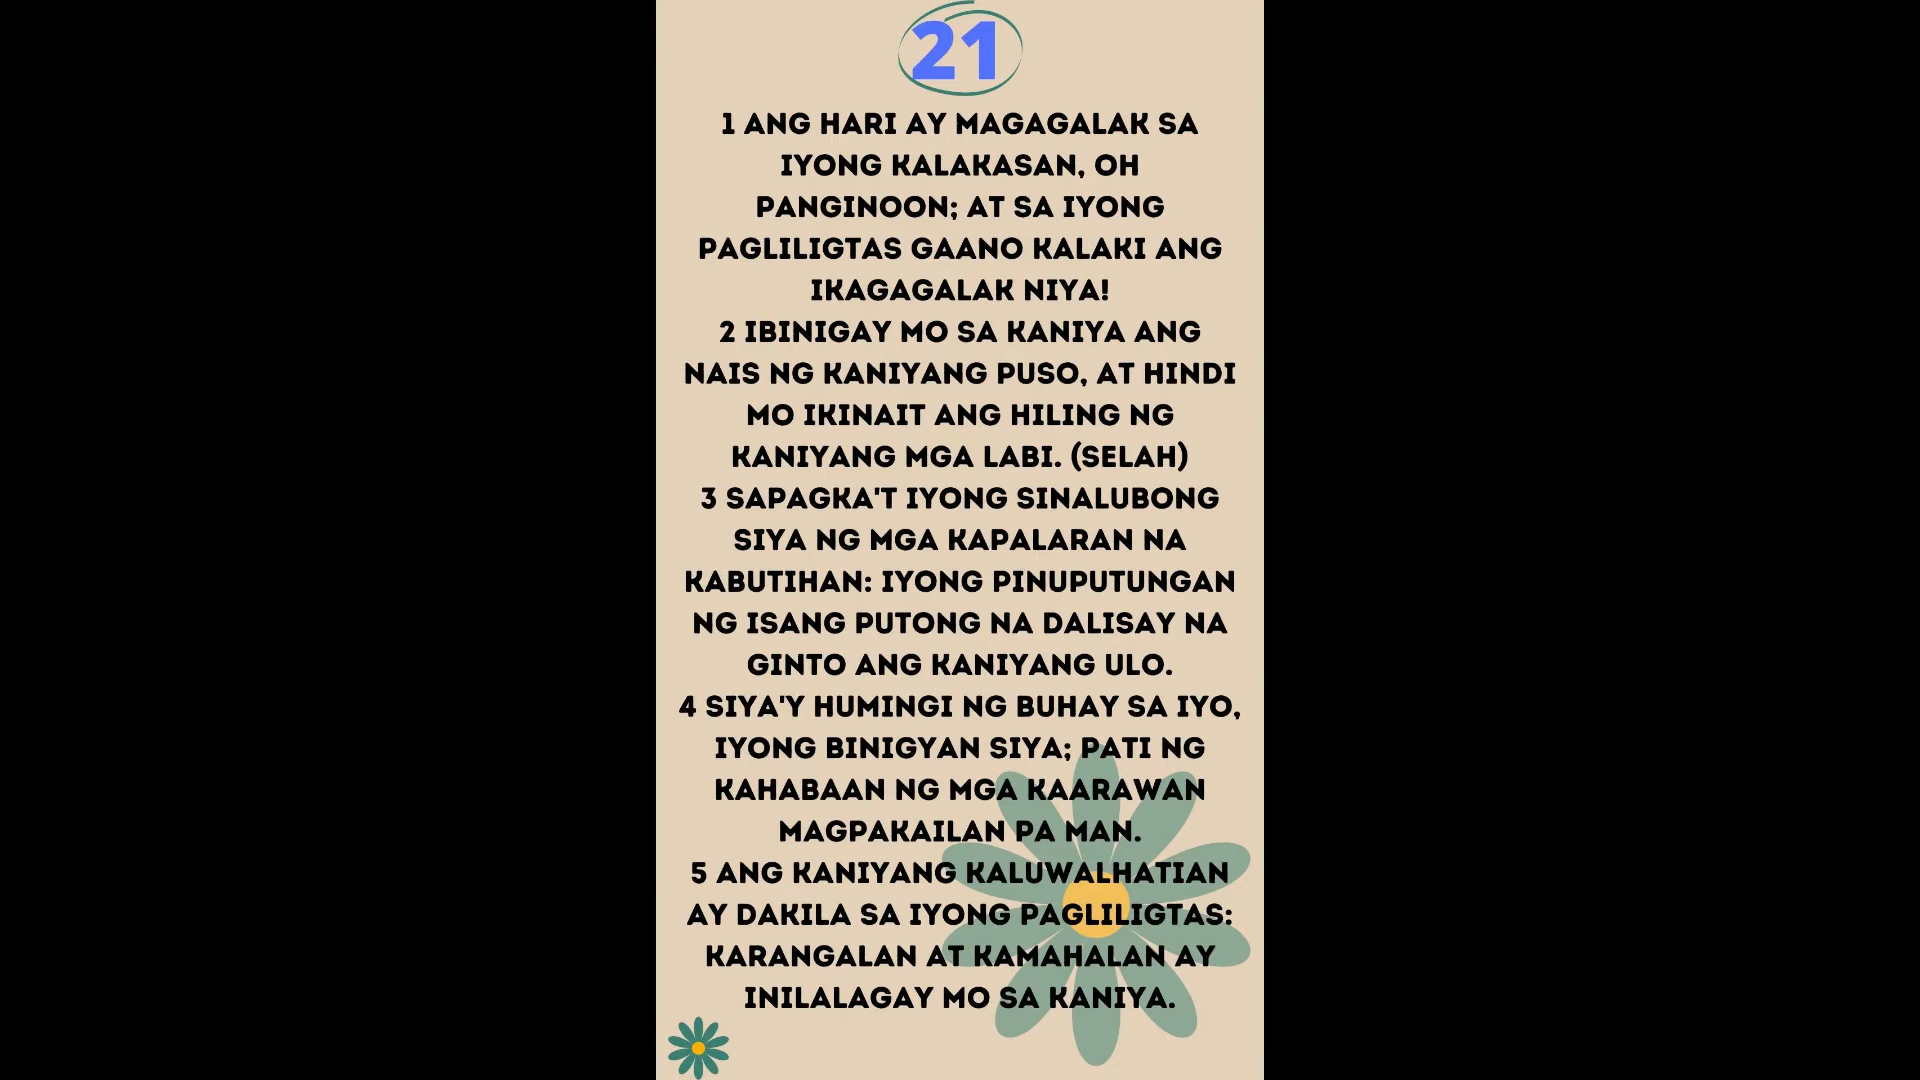 21
1 ANG HARI AY MAGAGALAK SA
IYONG KALAKASAN, OH
PANGINOON; AT SA IYONG
PAGLILIGTAS GAANO KALAKI ANG
IKAGAGALAK NIYA!
2 IBINIGAY MO SA KANIYA ANG
NAIS NG KANIYANG PUSO, AT HINDI
MO IKINAIT ANG HILING NG
KANIYANG MGA LABI. (SELAH)
3 SAPAGKA'T IYONG SINALUBONG
SIYA NG MGA KAPALARAN NA
KABUTIHAN: IYONG PINUPUTUNGAN
NG ISANG PUTONG NA DALISAY NA
GINTO ANG KANIYANG ULO.
4 SIYA'Y HUMINGI NG BUHAY SA IYO,
IYONG BINIGYAN SIYA; PATI NG
KAHABAAN NG MGA KAARAWAN
MAGPAKAILAN PA MAN.
5 ANG KANIYANG KALUWALHATIAN
AY DAKILA SA IYONG PAGLILIGTAS:
KARANGALAN AT KAMAHALAN AY
INILALAGAY MO SA KANIYA.